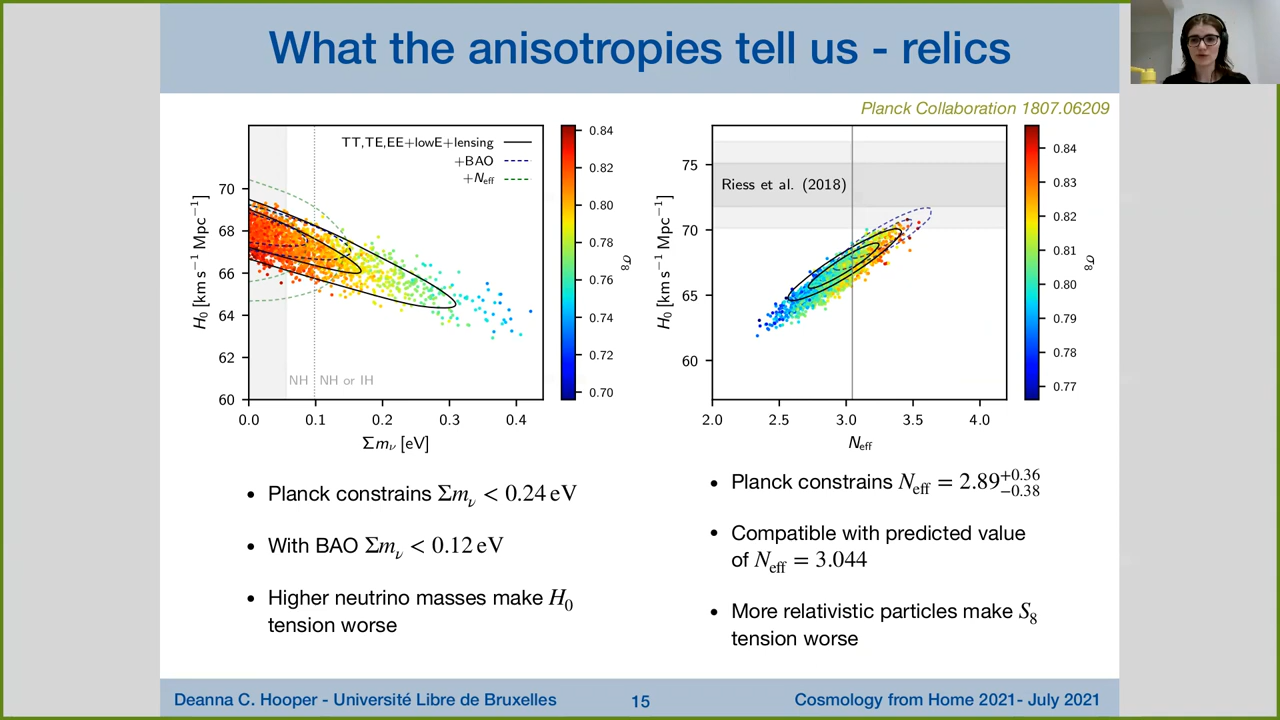 What the anisotropies tell us - relics
Planck Collaboration 1807.06209
TT,TE,EE+lowE+lensing
+BAO
+N_eff
NH
NH or IH
70
68
66
64
62
60
H₀ [km s⁻¹ Mpc⁻¹]
0.0 0.1 0.2 0.3 0.4
Σm_ν [eV]
0.84
0.82
0.80
0.78
0.76
0.74
0.72
0.70
σ₈
Riess et al. (2018)
75
70
65
60
H₀ [km s⁻¹ Mpc⁻¹]
2.0 2.5 3.0 3.5 4.0
N_eff
0.84
0.83
0.82
0.81
0.80
0.79
0.78
0.77
σ₈
• Planck constrains Σm_ν < 0.24 eV
• With BAO Σm_ν < 0.12 eV
• Higher neutrino masses make H₀
tension worse
• Planck constrains N_eff = 2.89^{+0.36}_{−0.38}
• Compatible with predicted value
of N_eff = 3.044
• More relativistic particles make S₈
tension worse
Deanna C. Hooper - Université Libre de Bruxelles
15
Cosmology from Home 2021- July 2021